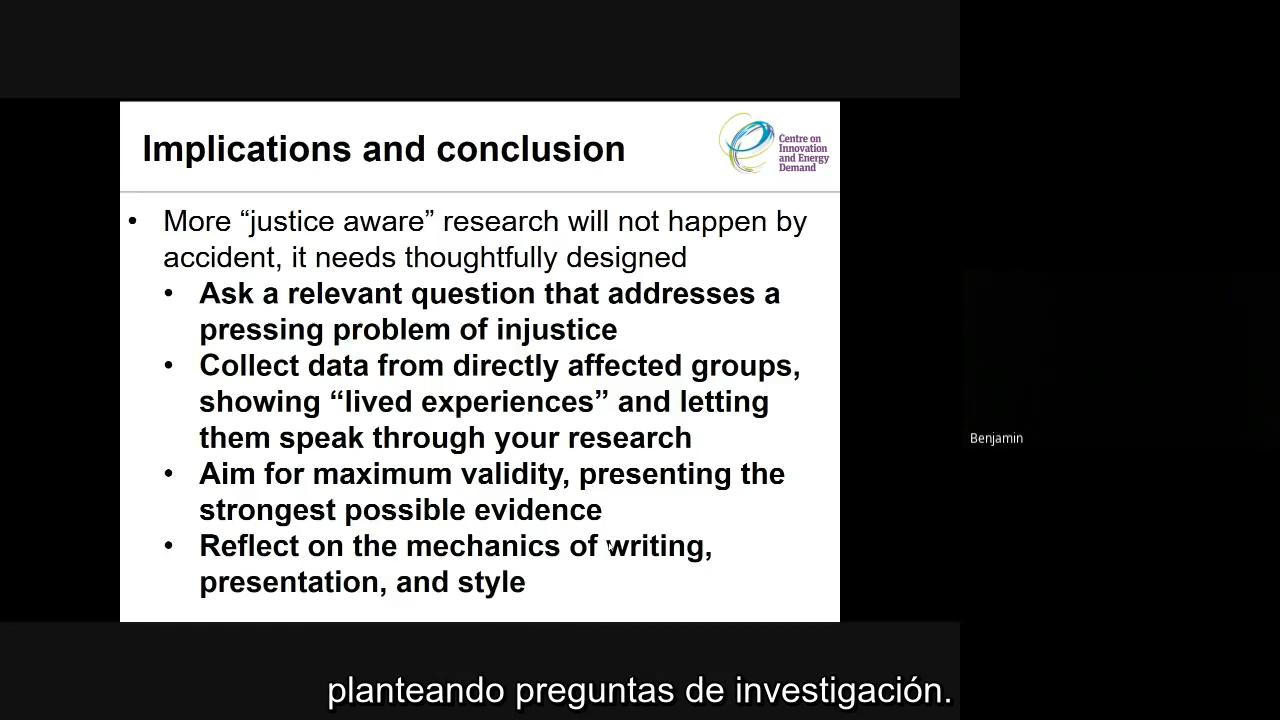 Implications and conclusion
Centre on
Innovation
and Energy
Demand
• More “justice aware” research will not happen by
accident, it needs thoughtfully designed
• Ask a relevant question that addresses a
pressing problem of injustice
• Collect data from directly affected groups,
showing “lived experiences” and letting
them speak through your research
• Aim for maximum validity, presenting the
strongest possible evidence
• Reflect on the mechanics of writing,
presentation, and style
Benjamin
planteando preguntas de investigación.